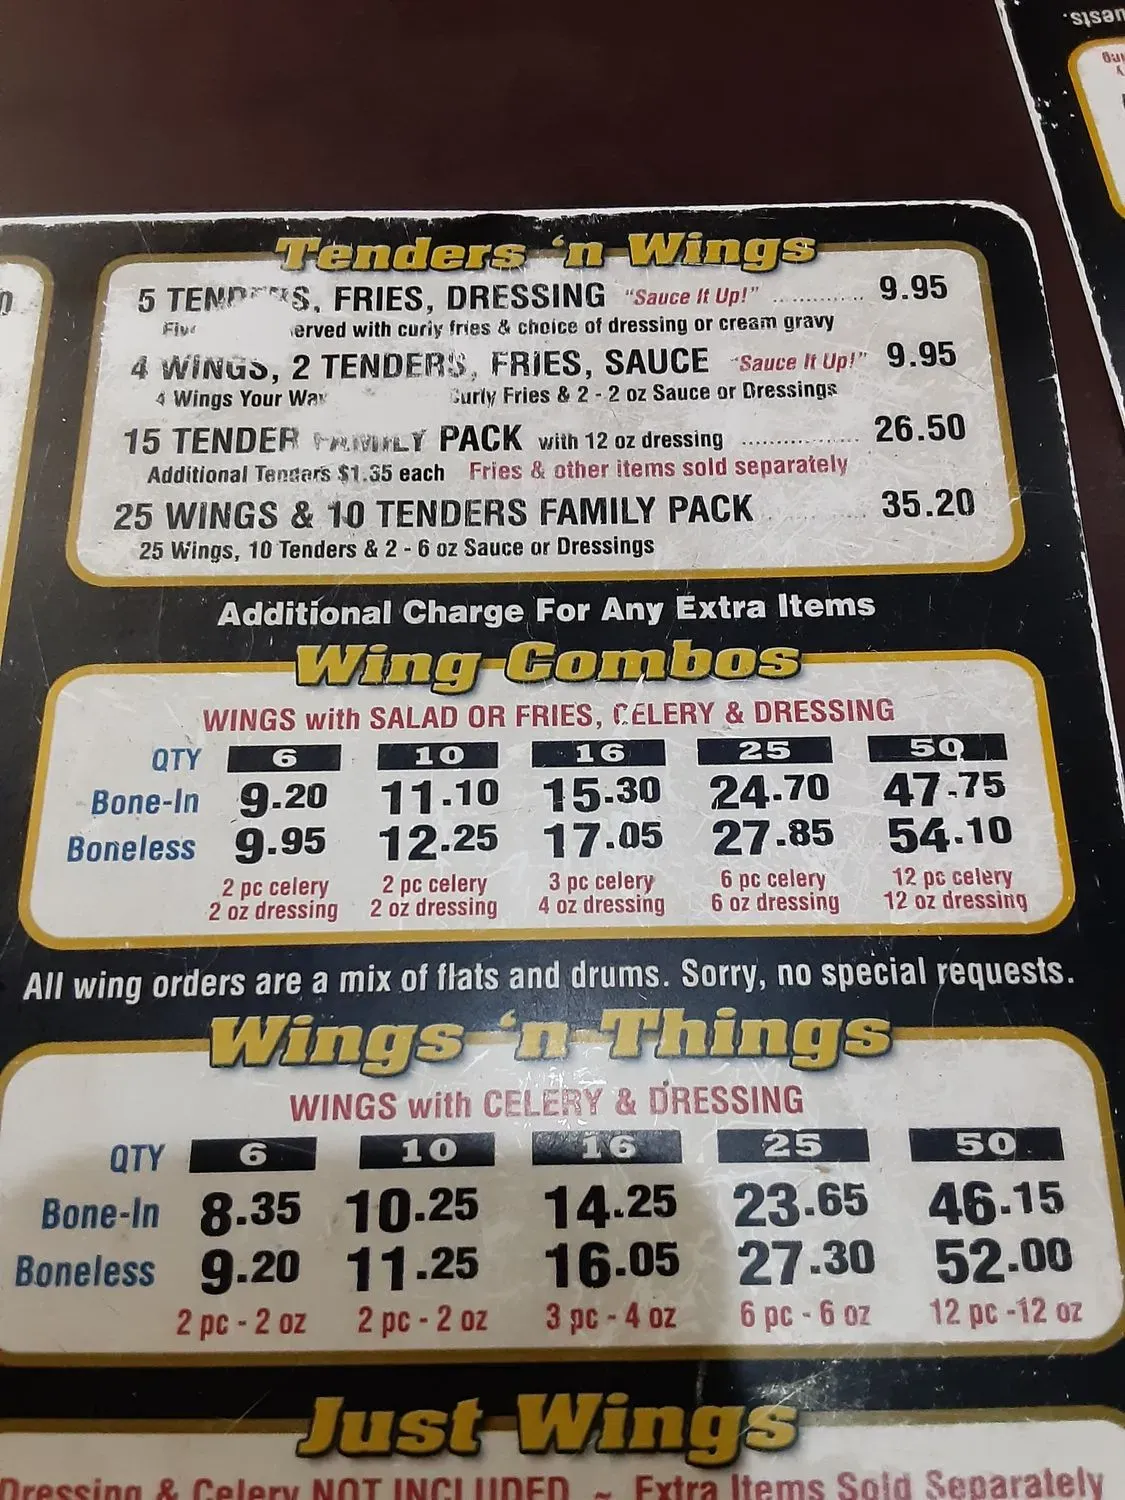 Tenders 'n Wings
5 TENDERS, FRIES, DRESSING "Sauce It Up!" ............ 9.95
served with curly fries & choice of dressing or cream gravy
4 WINGS, 2 TENDERS, FRIES, SAUCE "Sauce It Up!" 9.95
4 Wings Your Way Curly Fries & 2 - 2 oz Sauce or Dressings
15 TENDER FAMILY PACK with 12 oz dressing ............... 26.50
Additional Tenders $1.35 each Fries & other items sold separately
25 WINGS & 10 TENDERS FAMILY PACK ............ 35.20
25 Wings, 10 Tenders & 2 - 6 oz Sauce or Dressings
Additional Charge For Any Extra Items
Wing Combos
WINGS with SALAD OR FRIES, CELERY & DRESSING
QTY 6 10 16 25 50
Bone-In 9.20 11.10 15.30 24.70 47.75
Boneless 9.95 12.25 17.05 27.85 54.10
2 pc celery 2 pc celery 3 pc celery 6 pc celery 12 pc celery
2 oz dressing 2 oz dressing 4 oz dressing 6 oz dressing 12 oz dressing
All wing orders are a mix of flats and drums. Sorry, no special requests.
Wings 'n Things
WINGS with CELERY & DRESSING
QTY 6 10 16 25 50
Bone-In 8.35 10.25 14.25 23.65 46.15
Boneless 9.20 11.25 16.05 27.30 52.00
2 pc - 2 oz 2 pc - 2 oz 3 pc - 4 oz 6 pc - 6 oz 12 pc -12 oz
Just Wings
Dressing & Celery NOT INCLUDED ~ Extra Items Sold Separately